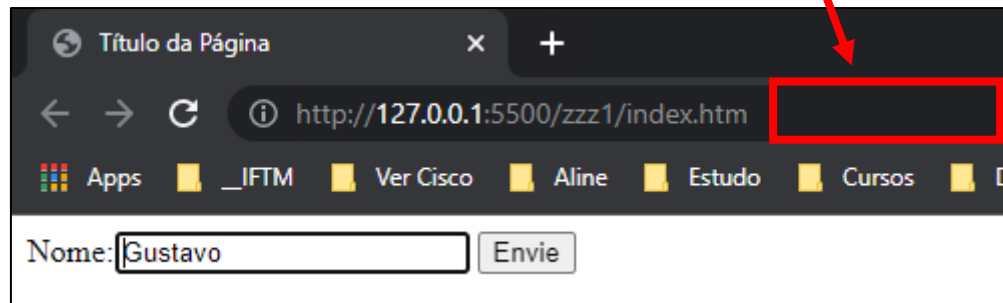 Título da Página
http://127.0.0.1:5500/zzz1/index.htm
Apps __IFTM Ver Cisco Aline Estudo Cursos
Nome: Gustavo Envie